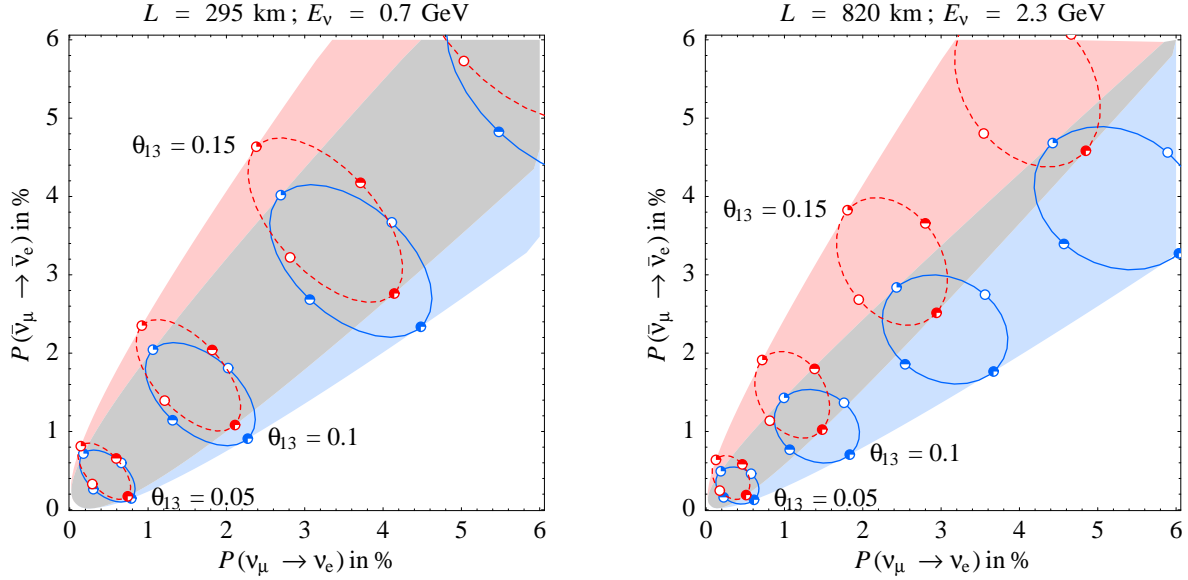 L = 295 km ; Eν = 0.7 GeV
6
5
4
3
2
1
0
P(ν̄μ → ν̄e) in %
θ13 = 0.15
θ13 = 0.1
θ13 = 0.05
0 1 2 3 4 5 6
P(νμ → νe) in %
L = 820 km ; Eν = 2.3 GeV
6
5
4
3
2
1
0
P(ν̄μ → ν̄e) in %
θ13 = 0.15
θ13 = 0.1
θ13 = 0.05
0 1 2 3 4 5 6
P(νμ → νe) in %